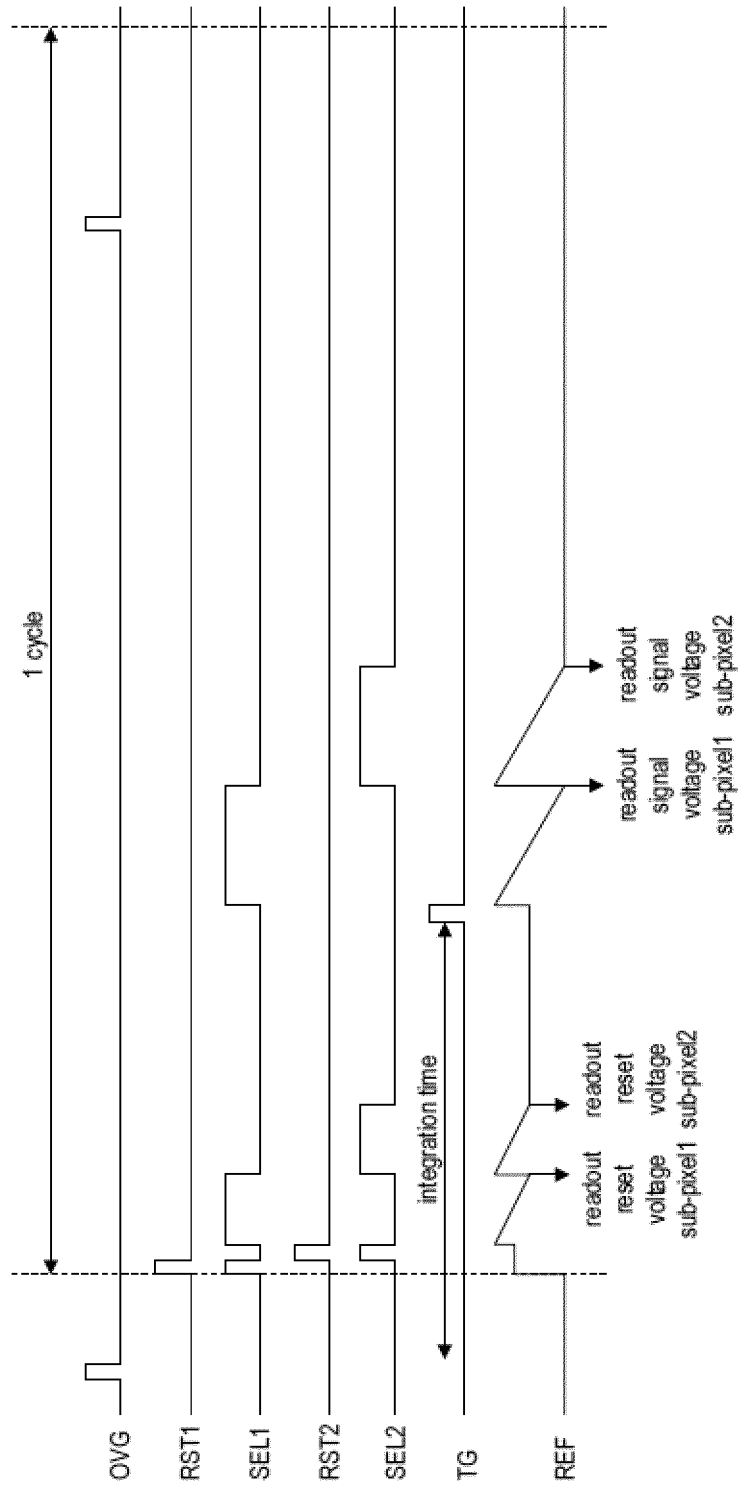 1 cycle
OVG
RST1
SEL1
RST2
SEL2
integration time
TG
REF
readout
reset
voltage
sub-pixel1
readout
reset
voltage
sub-pixel2
readout
signal
voltage
sub-pixel1
readout
signal
voltage
sub-pixel2